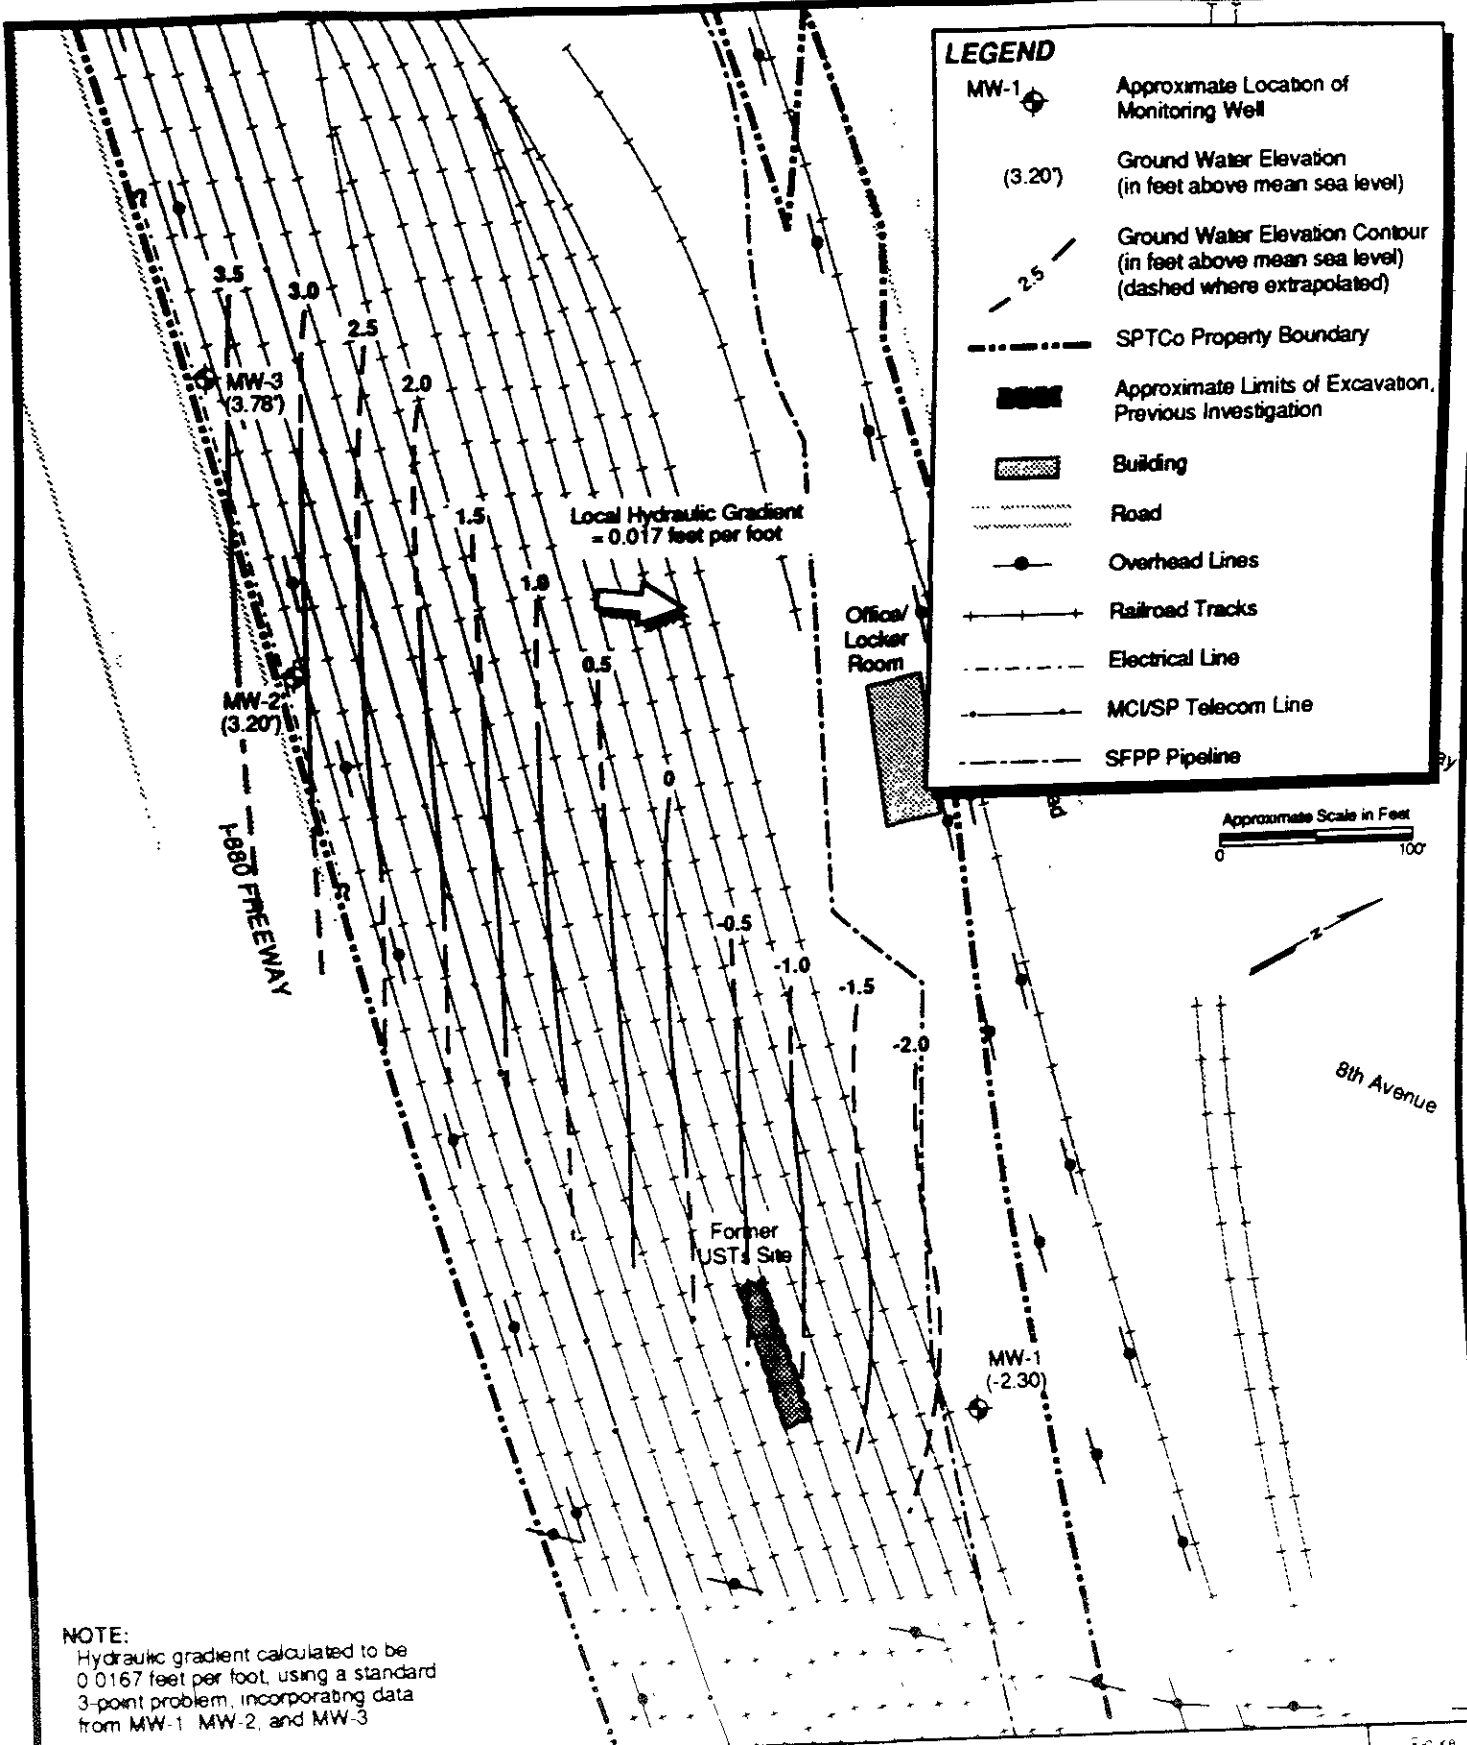 LEGEND
MW-1
Approximate Location of
Monitoring Well
(3.20')
Ground Water Elevation
(in feet above mean sea level)
2.5
Ground Water Elevation Contour
(in feet above mean sea level)
(dashed where extrapolated)
SPTCo Property Boundary
Approximate Limits of Excavation,
Previous Investigation
Building
Road
Overhead Lines
Railroad Tracks
Electrical Line
MCI/SP Telecom Line
SFPP Pipeline
3.5
3.0
2.5
2.0
MW-3
(3.78')
1.5
Local Hydraulic Gradient
= 0.017 feet per foot
1.0
Office/
Locker
Room
0.5
MW-2
(3.20')
0
I-880 FREEWAY
Approximate Scale in Feet
0
100'
-0.5
-1.0
-1.5
-2.0
N
8th Avenue
Former
USTs Site
MW-1
(-2.30)
NOTE:
Hydraulic gradient calculated to be
0.0167 feet per foot, using a standard
3-point problem, incorporating data
from MW-1 MW-2, and MW-3